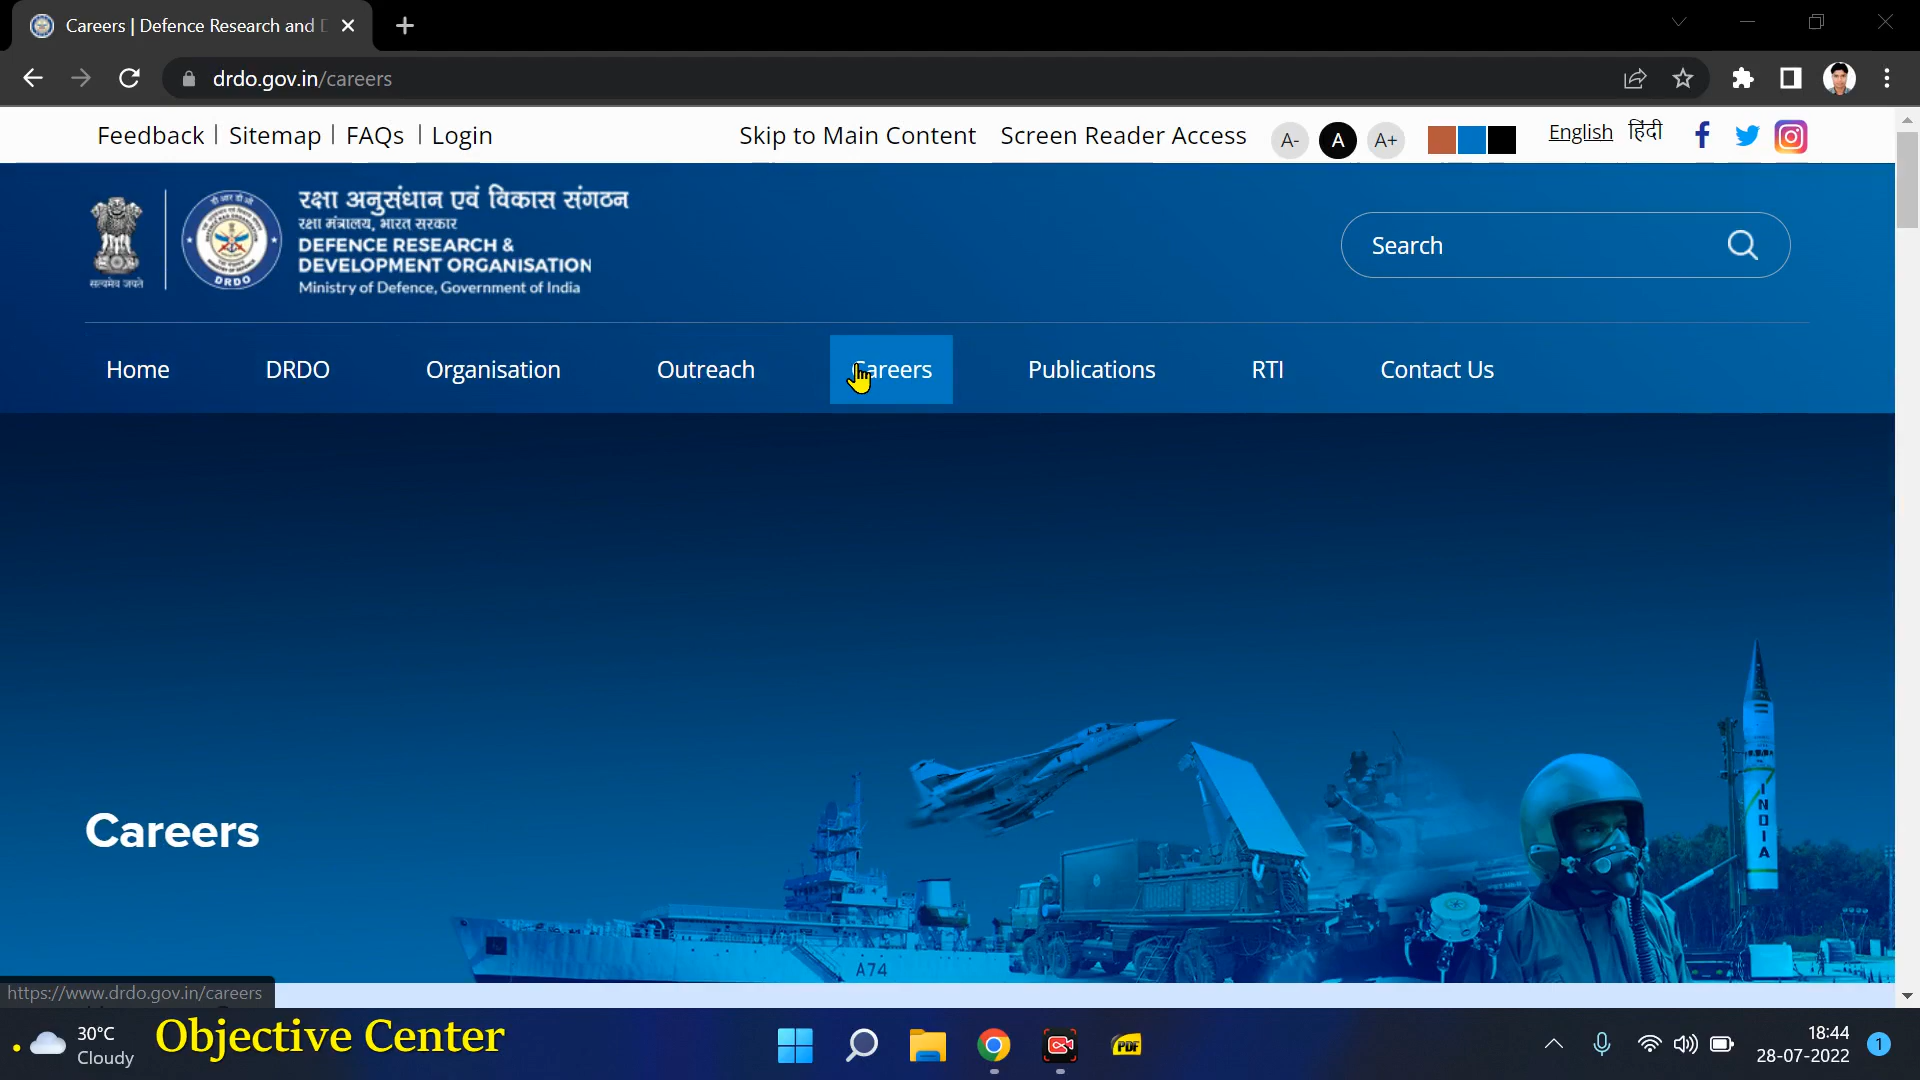 Careers | Defence Research and D
drdo.gov.in/careers
Feedback | Sitemap | FAQs | Login
Skip to Main Content Screen Reader Access A- A A+ English हिंदी
रक्षा अनुसंधान एवं विकास संगठन
रक्षा मंत्रालय, भारत सरकार
DEFENCE RESEARCH &
DEVELOPMENT ORGANISATION
Ministry of Defence, Government of India
सत्यमेव जयते
DRDO
Search
Home DRDO Organisation Outreach Careers Publications RTI Contact Us
Careers
INDIA
A74
https://www.drdo.gov.in/careers
30°C
Cloudy
. Objective Center
PDF
18:44
28-07-2022
1